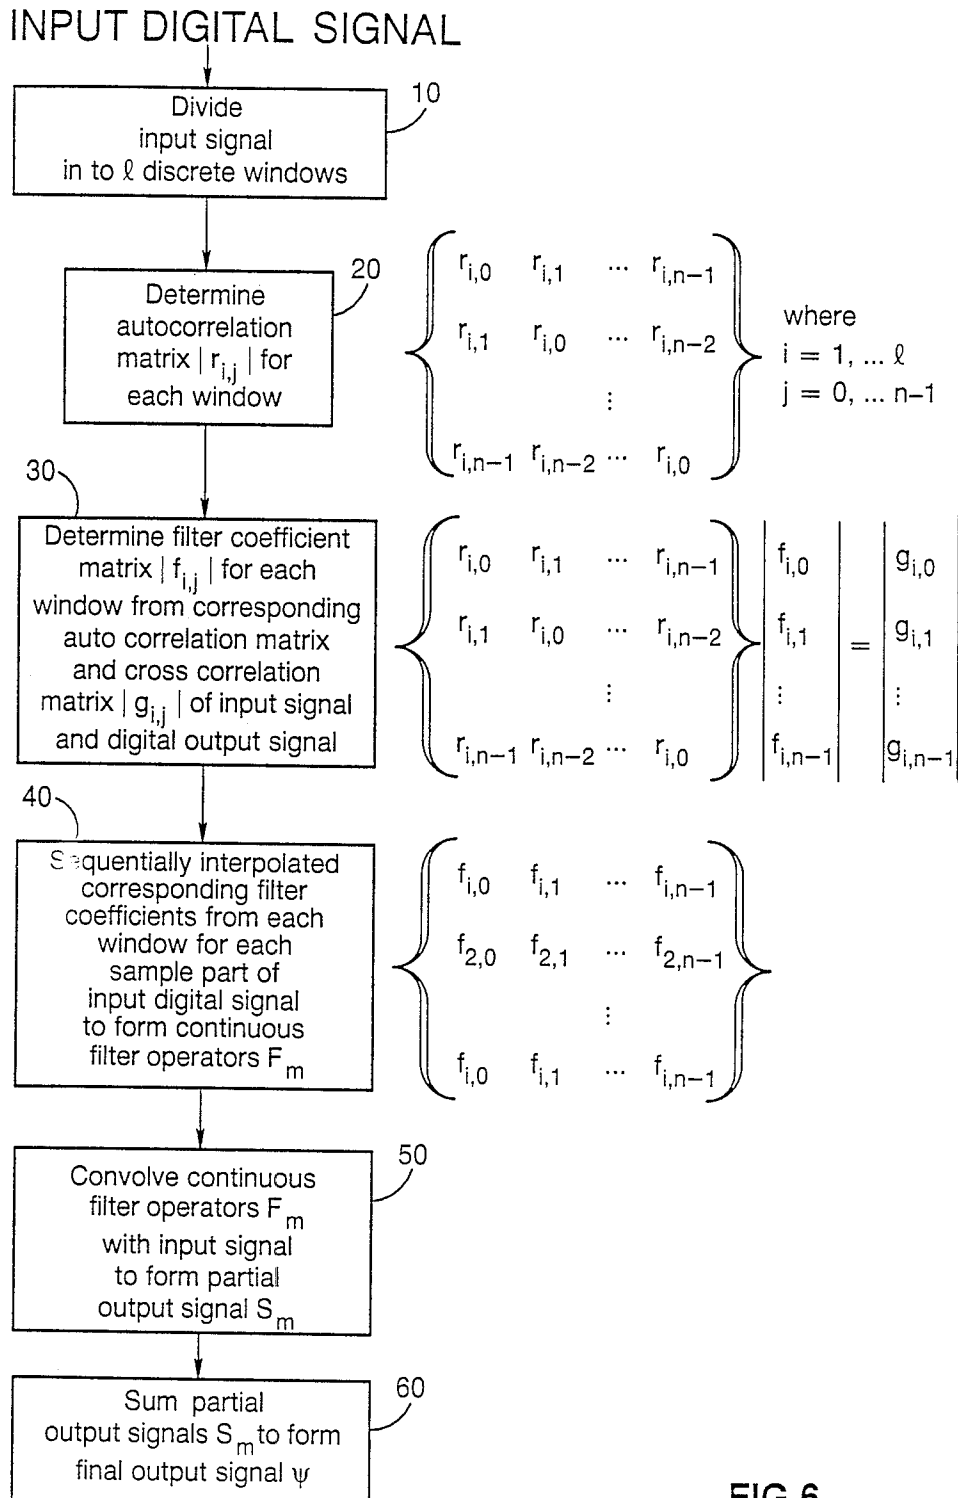 INPUT DIGITAL SIGNAL
10
Divide
input signal
in to ℓ discrete windows
20
Determine
autocorrelation
matrix | r_{i,j} | for
each window
r_{i,0} r_{i,1} ... r_{i,n-1}
r_{i,1} r_{i,0} ... r_{i,n-2}
⋮
r_{i,n-1} r_{i,n-2} ... r_{i,0}
where
i = 1, ... ℓ
j = 0, ... n-1
30
Determine filter coefficient
matrix | f_{i,j} | for each
window from corresponding
auto correlation matrix
and cross correlation
matrix | g_{i,j} | of input signal
and digital output signal
r_{i,0} r_{i,1} ... r_{i,n-1} f_{i,0} g_{i,0}
r_{i,1} r_{i,0} ... r_{i,n-2} f_{i,1} = g_{i,1}
⋮ ⋮ ⋮
r_{i,n-1} r_{i,n-2} ... r_{i,0} f_{i,n-1} g_{i,n-1}
40
Sequentially interpolated
corresponding filter
coefficients from each
window for each
sample part of
input digital signal
to form continuous
filter operators F_m
f_{i,0} f_{i,1} ... f_{i,n-1}
f_{2,0} f_{2,1} ... f_{2,n-1}
⋮
f_{i,0} f_{i,1} ... f_{i,n-1}
50
Convolve continuous
filter operators F_m
with input signal
to form partial
output signal S_m
60
Sum partial
output signals S_m to form
final output signal ψ
FIG.6